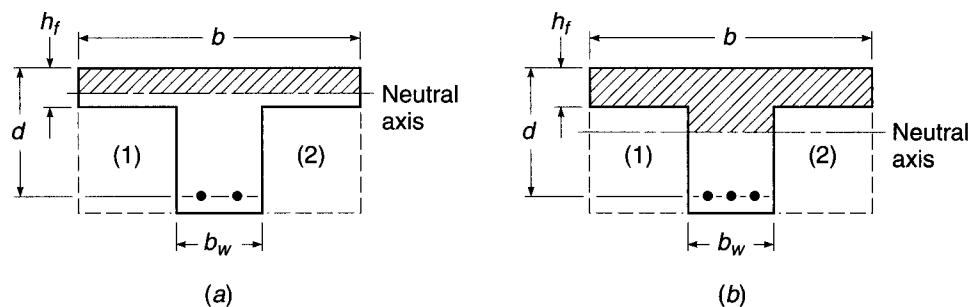 h_f
b
Neutral
axis
d
(1)
(2)
b_w
(a)
h_f
b
Neutral
axis
d
(1)
(2)
b_w
(b)